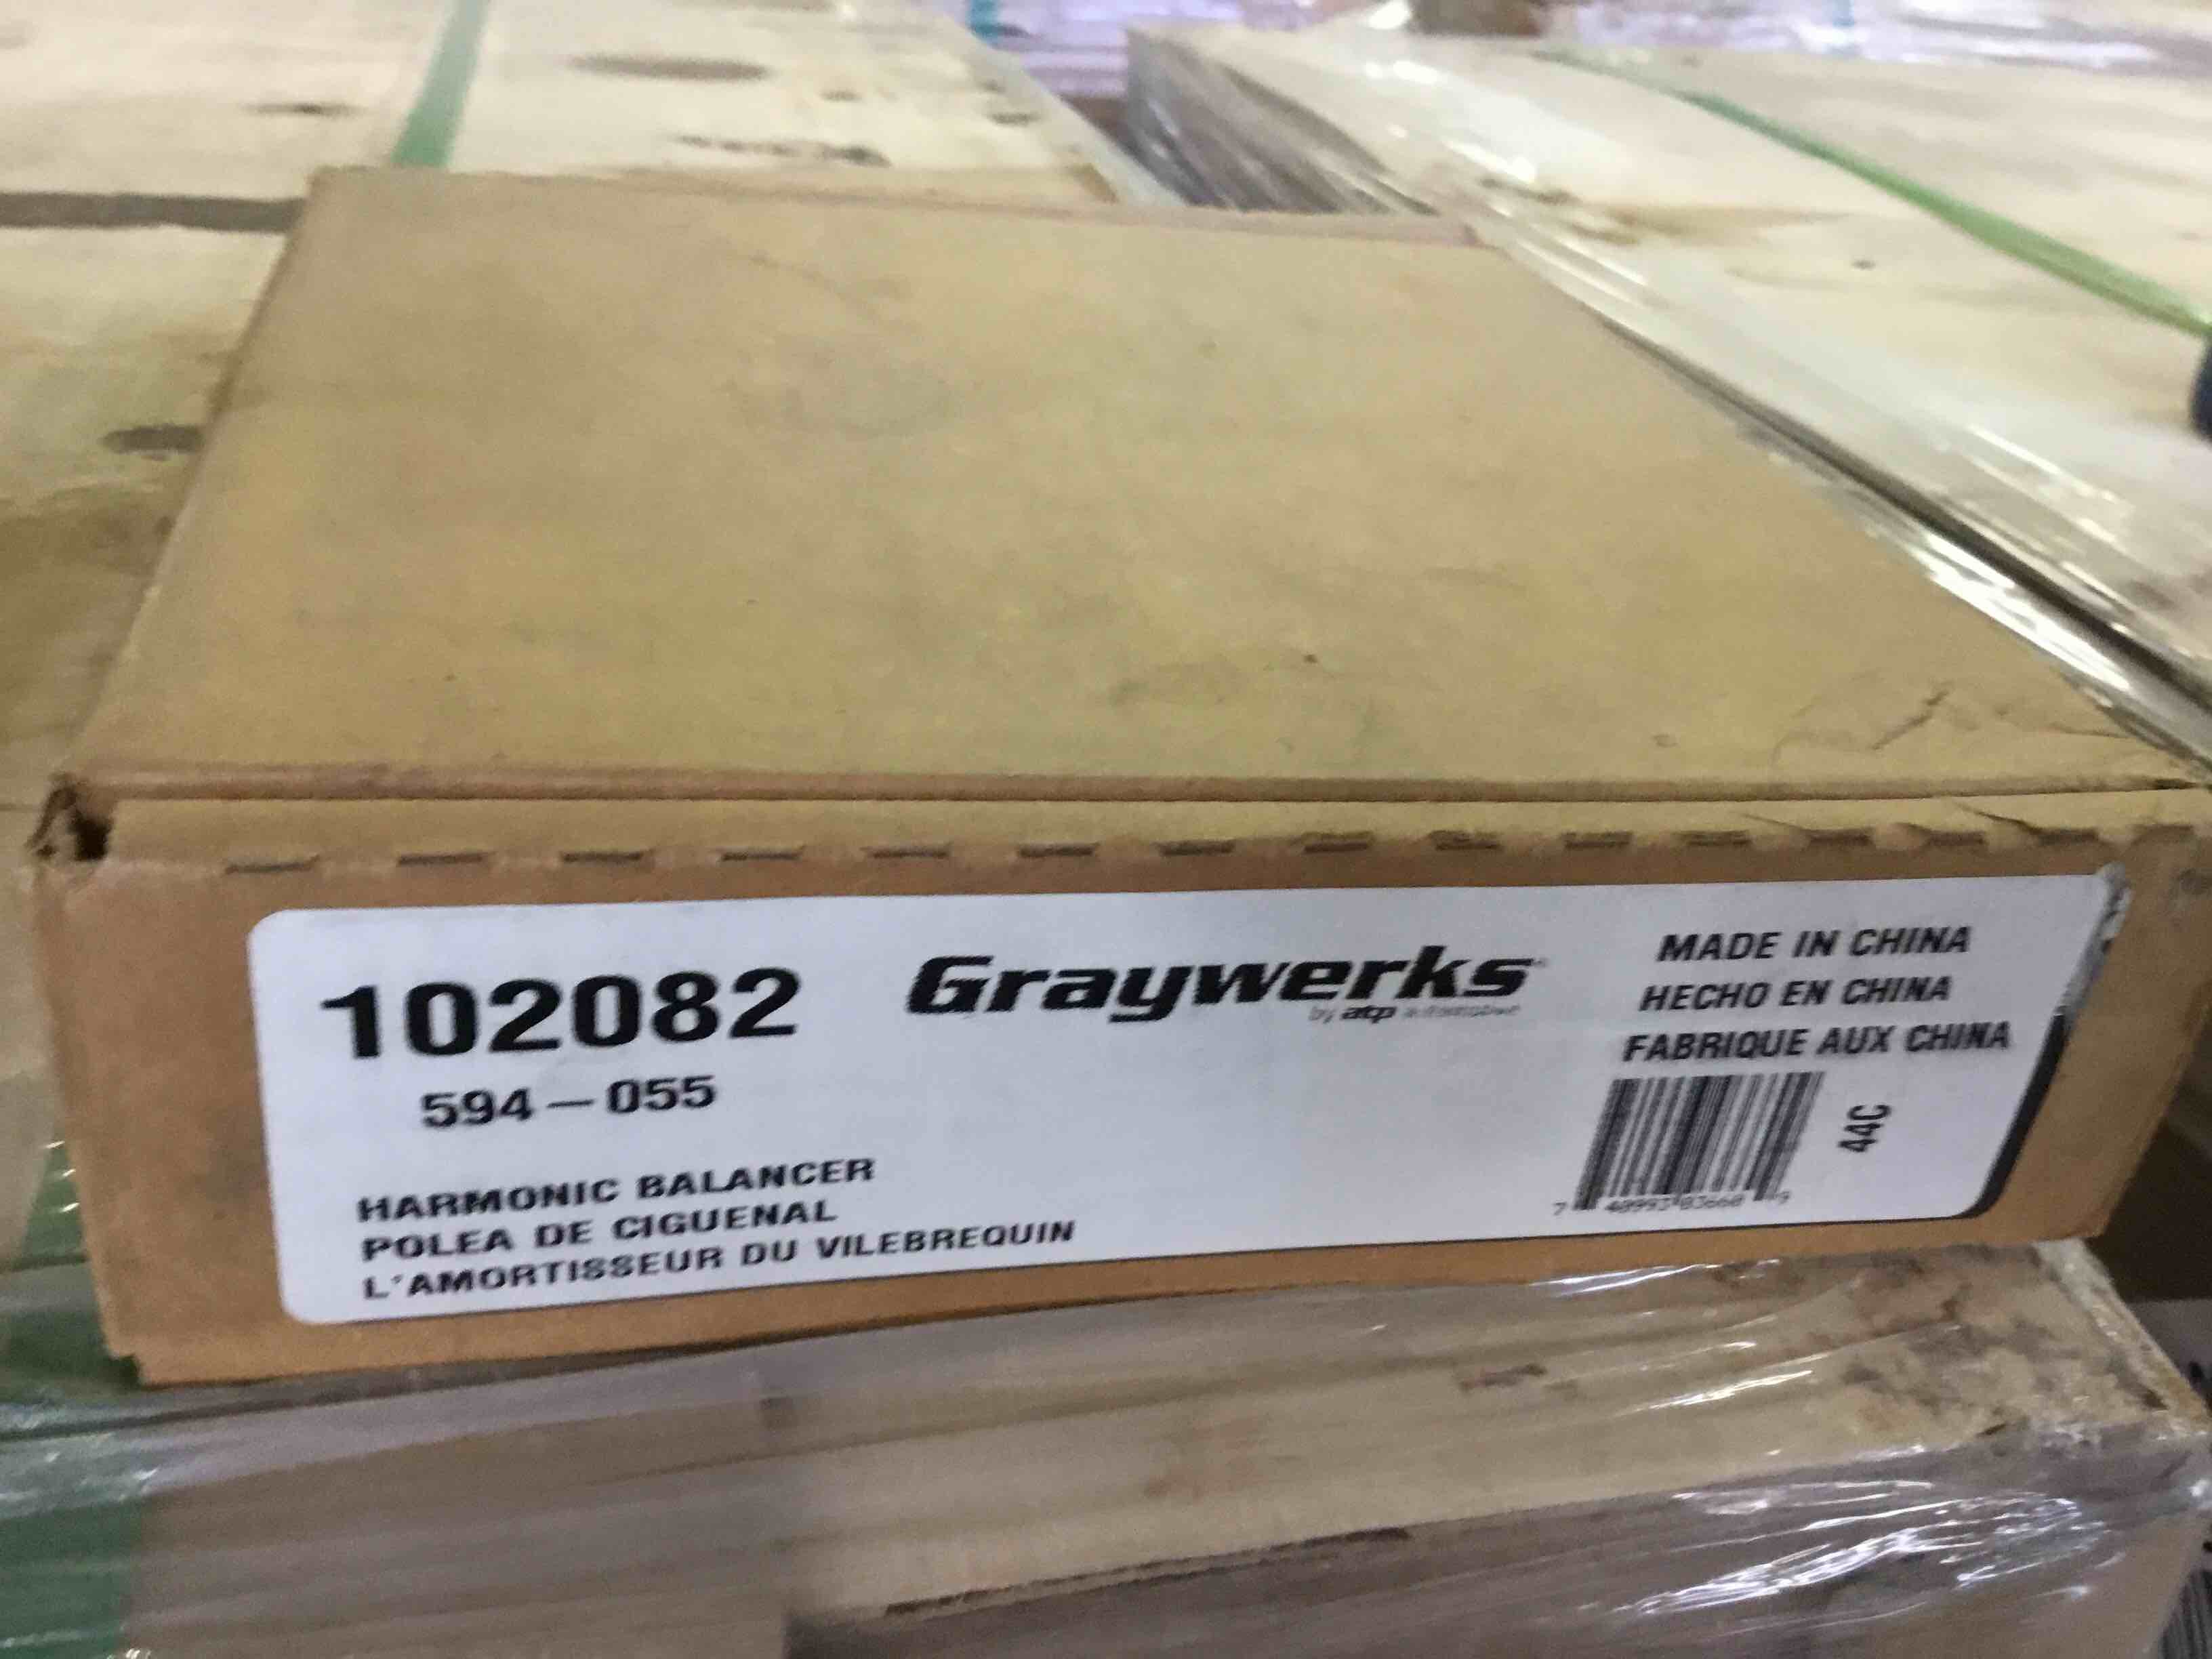 102082
Graywerks
by atp automotive
594-055
HARMONIC BALANCER
POLEA DE CIGUENAL
L'AMORTISSEUR DU VILEBREQUIN
MADE IN CHINA
HECHO EN CHINA
FABRIQUE AUX CHINA
44C